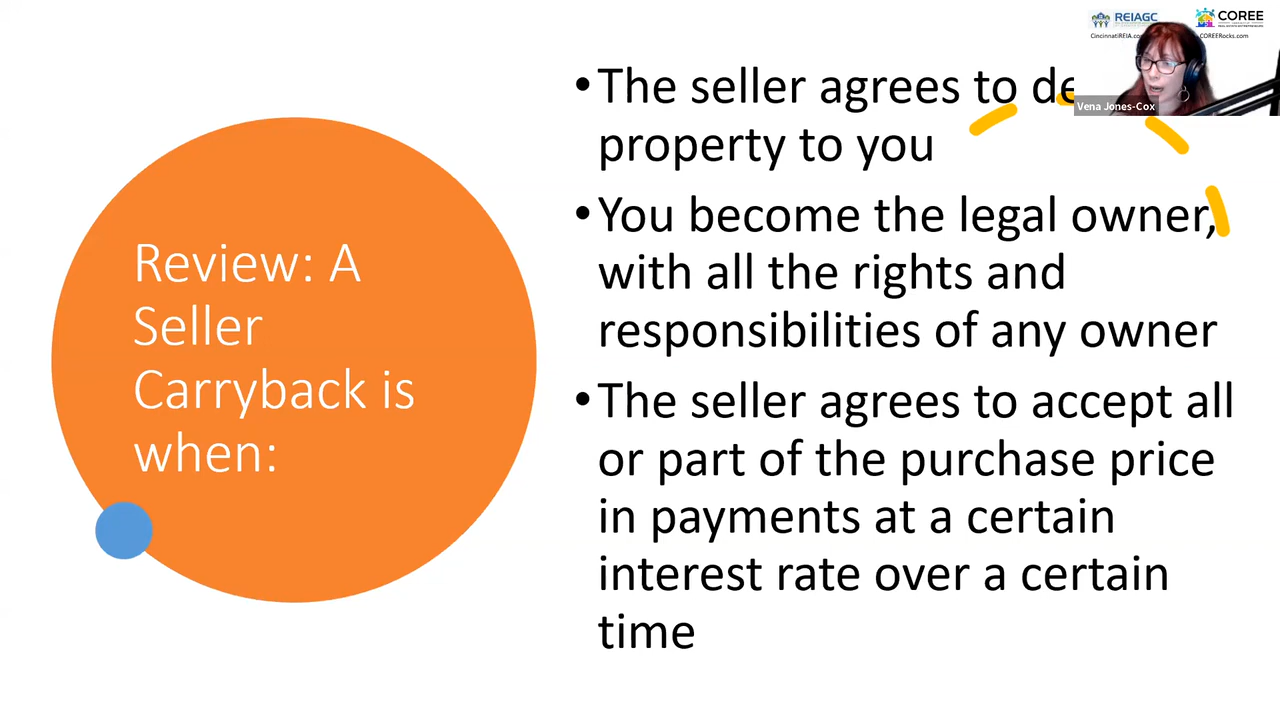 REIAGC
COREE
CincinnatiREIA.co
COREERocks.com
Vena Jones-Cox
Review: A
Seller
Carryback is
when:
•The seller agrees to
property to you
•You become the legal owner,
with all the rights and
responsibilities of any owner
•The seller agrees to accept all
or part of the purchase price
in payments at a certain
interest rate over a certain
time